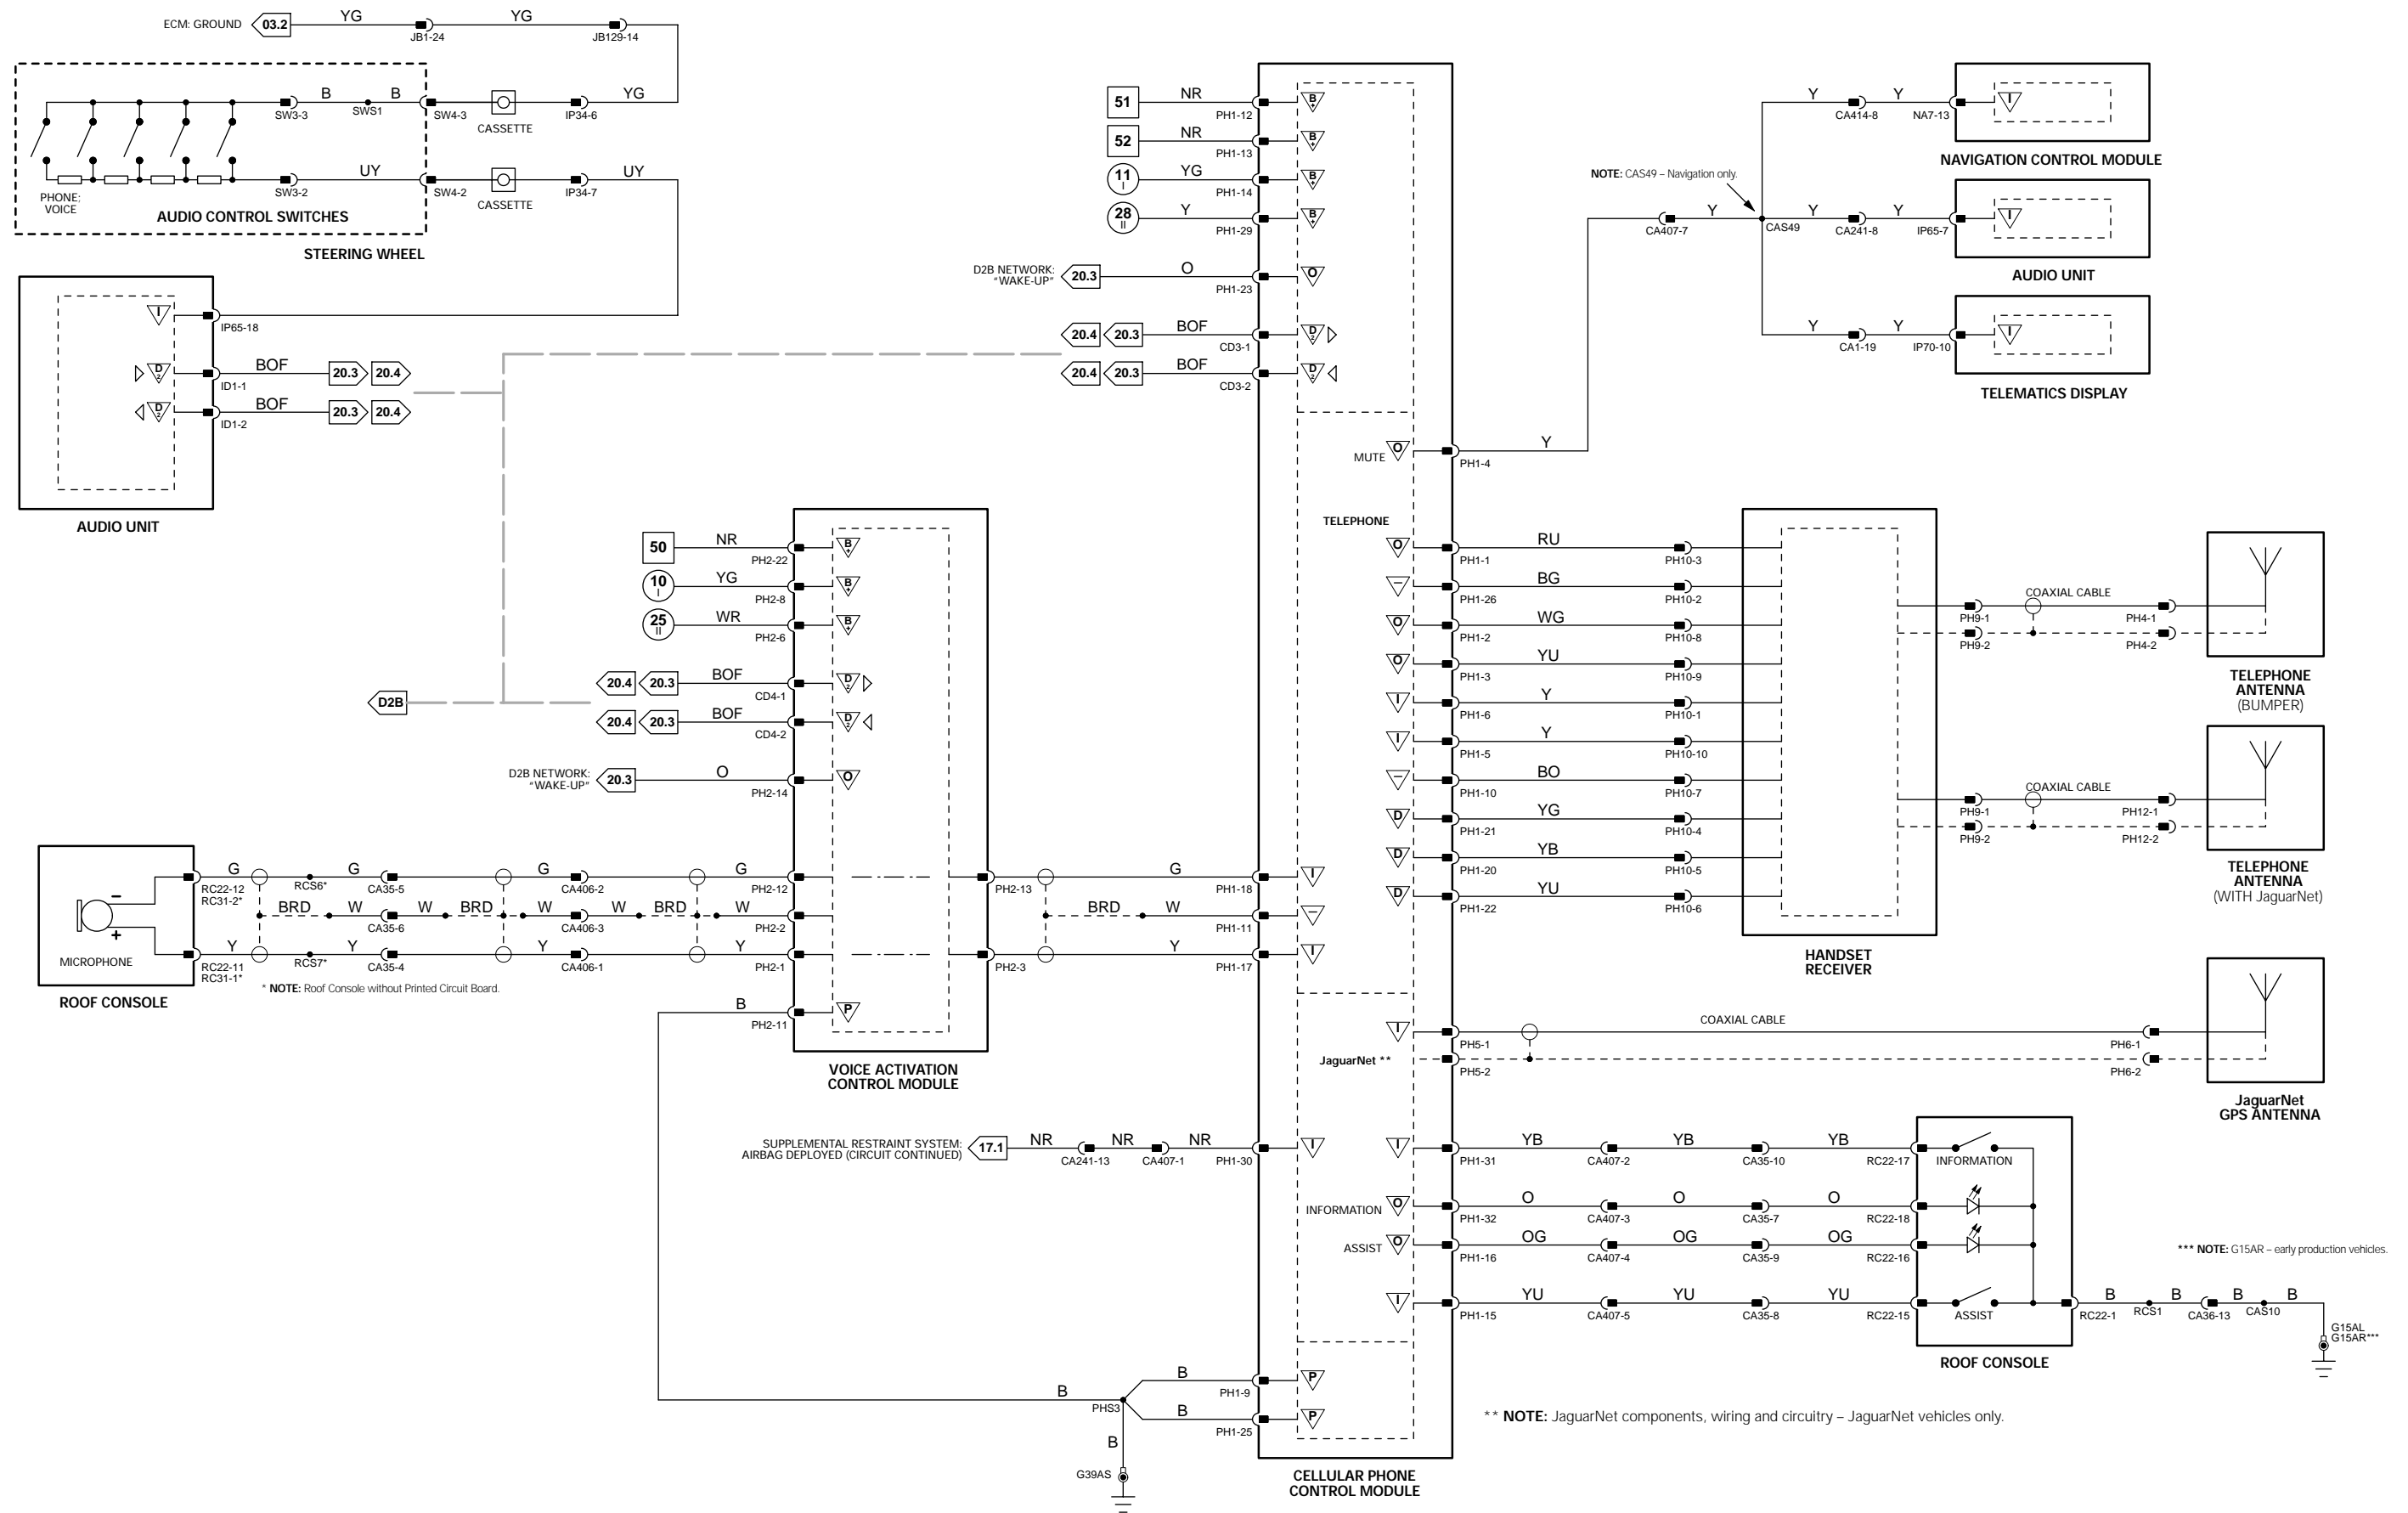 ECM: GROUND 03.2 YG JB1-24 YG JB129-14
B SW3-3 SWS1 B SW4-3 CASSETTE IP34-6 YG
UY SW3-2 SW4-2 CASSETTE IP34-7 UY
PHONE;
VOICE
AUDIO CONTROL SWITCHES
STEERING WHEEL
I IP65-18
D 2 ID1-1 BOF 20.3 20.4
D 2 ID1-2 BOF 20.3 20.4
AUDIO UNIT
D2B
50 NR PH2-22 B+
10 I YG PH2-8 B+
25 II WR PH2-6 B+
20.4 20.3 BOF CD4-1 D 2
20.4 20.3 BOF CD4-2 D 2
D2B NETWORK:
"WAKE-UP"
20.3 O PH2-14 O
MICROPHONE
–
+
ROOF CONSOLE
G RC22-12
RC31-2*
RCS6* G CA35-5 G CA406-2 G PH2-12
BRD W CA35-6 W BRD W CA406-3 W BRD W PH2-2
Y RC22-11
RC31-1*
RCS7* Y CA35-4 Y CA406-1 Y PH2-1
* NOTE: Roof Console without Printed Circuit Board.
B PH2-11 P
VOICE ACTIVATION
CONTROL MODULE
PH2-13 G PH1-18 I
BRD W PH1-11 –
PH2-3 Y PH1-17 I
51 NR PH1-12 B+
52 NR PH1-13 B+
11 I YG PH1-14 B+
28 II Y PH1-29 B+
D2B NETWORK:
"WAKE-UP"
20.3 O PH1-23 O
20.4 20.3 BOF CD3-1 D 2
20.4 20.3 BOF CD3-2 D 2
SUPPLEMENTAL RESTRAINT SYSTEM:
AIRBAG DEPLOYED (CIRCUIT CONTINUED)
17.1 NR CA241-13 NR CA407-1 NR PH1-30 I
B PHS3 B PH1-9 P
B PH1-25 P
B
G39AS
CELLULAR PHONE
CONTROL MODULE
MUTE O PH1-4 Y CA407-7 Y CAS49
NOTE: CAS49 – Navigation only.
Y CA414-8 Y NA7-13 I
NAVIGATION CONTROL MODULE
Y CA241-8 Y IP65-7 I
AUDIO UNIT
Y CA1-19 Y IP70-10 I
TELEMATICS DISPLAY
TELEPHONE
O PH1-1 RU PH10-3
– PH1-26 BG PH10-2
O PH1-2 WG PH10-8
O PH1-3 YU PH10-9
I PH1-6 Y PH10-1
I PH1-5 Y PH10-10
– PH1-10 BO PH10-7
D PH1-21 YG PH10-4
D PH1-20 YB PH10-5
D PH1-22 YU PH10-6
HANDSET
RECEIVER
PH9-1 COAXIAL CABLE PH4-1
PH9-2 PH4-2
TELEPHONE
ANTENNA
(BUMPER)
PH9-1 COAXIAL CABLE PH12-1
PH9-2 PH12-2
TELEPHONE
ANTENNA
(WITH JaguarNet)
JaguarNet **
I PH5-1 COAXIAL CABLE PH6-1
PH5-2 PH6-2
JaguarNet
GPS ANTENNA
I PH1-31 YB CA407-2 YB CA35-10 YB RC22-17 INFORMATION
INFORMATION O PH1-32 O CA407-3 O CA35-7 O RC22-18
ASSIST O PH1-16 OG CA407-4 OG CA35-9 OG RC22-16
I PH1-15 YU CA407-5 YU CA35-8 YU RC22-15 ASSIST
RC22-1 B RCS1 B CA36-13 B CAS10 B
G15AL
G15AR***
ROOF CONSOLE
*** NOTE: G15AR – early production vehicles.
** NOTE: JaguarNet components, wiring and circuitry – JaguarNet vehicles only.